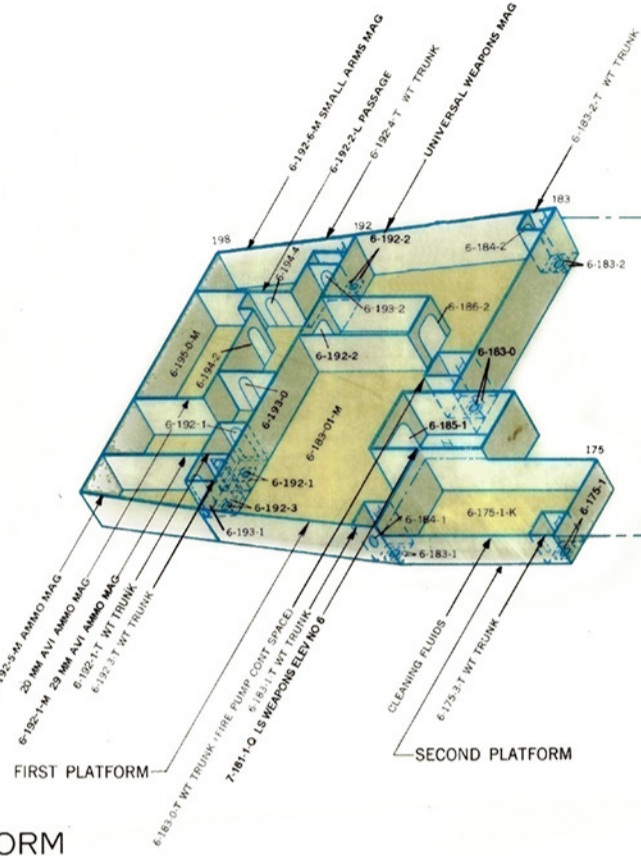 6-192-6-M SMALL ARMS MAG
6-192-2-L PASSAGE
6-192-4-T WT TRUNK
UNIVERSAL WEAPONS MAG
6-183-2-T WT TRUNK
183
198
192
6-192-2
6-184-2
6-183-2
6-194-4
6-193-2
6-186-2
6-195-0-M
6-194-2
6-192-2
6-183-0
6-193-0
6-183-01-M
6-192-1
6-185-1
175
6-192-1
6-175-1-K
6-175-1
6-192-3
6-184-1
6-193-1
6-183-1
192-5-M AMMO MAG
20 MM AVI AMMO MAG
6-192-1-M 29 MM AVI AMMO MAG
6-192-1-T WT TRUNK
6-192-3-T WT TRUNK
6-183-0-T WT TRUNK (FIRE PUMP CONT SPACE)
6-183-1-T WT TRUNK
7-181-1-Q LS WEAPONS ELEV NO 6
CLEANING FLUIDS
6-175-3-T WT TRUNK
FIRST PLATFORM
SECOND PLATFORM
ORM